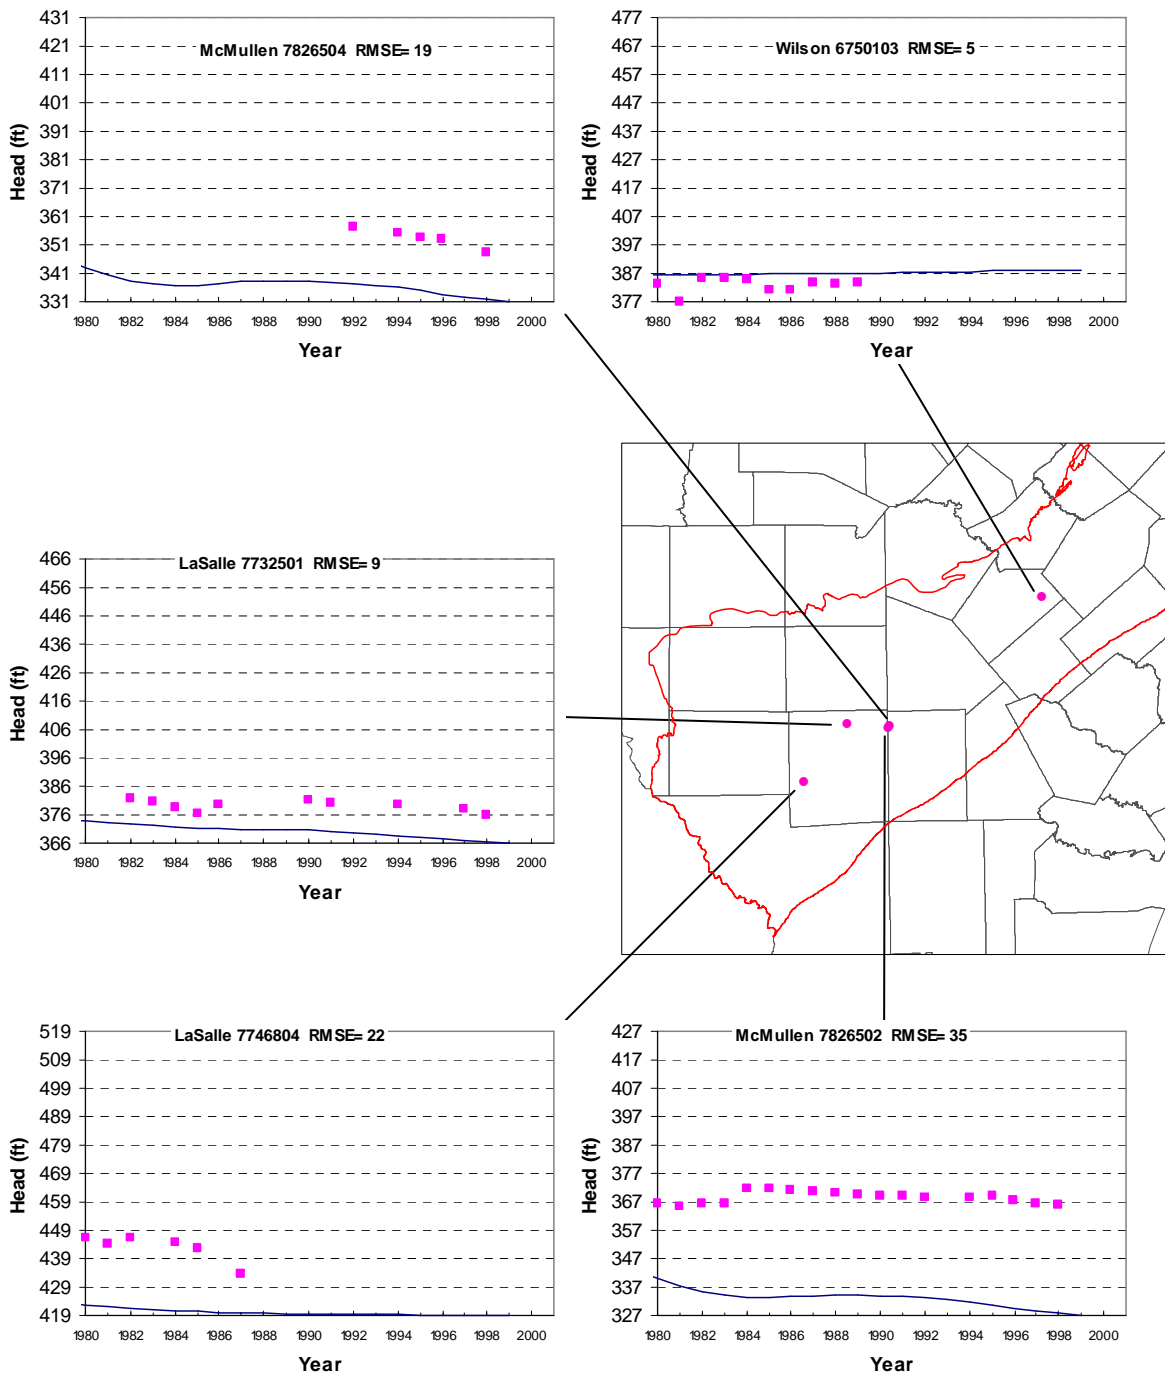 McMullen 7826504 RMSE= 19
Head (ft)
431
421
411
401
391
381
371
361
351
341
331
1980 1982 1984 1986 1988 1990 1992 1994 1996 1998 2000
Year
Wilson 6750103 RMSE= 5
Head (ft)
477
467
457
447
437
427
417
407
397
387
377
1980 1982 1984 1986 1988 1990 1992 1994 1996 1998 2000
Year
LaSalle 7732501 RMSE= 9
Head (ft)
466
456
446
436
426
416
406
396
386
376
366
1980 1982 1984 1986 1988 1990 1992 1994 1996 1998 2000
Year
LaSalle 7746804 RMSE= 22
Head (ft)
519
509
499
489
479
469
459
449
439
429
419
1980 1982 1984 1986 1988 1990 1992 1994 1996 1998 2000
Year
McMullen 7826502 RMSE= 35
Head (ft)
427
417
407
397
387
377
367
357
347
337
327
1980 1982 1984 1986 1988 1990 1992 1994 1996 1998 2000
Year